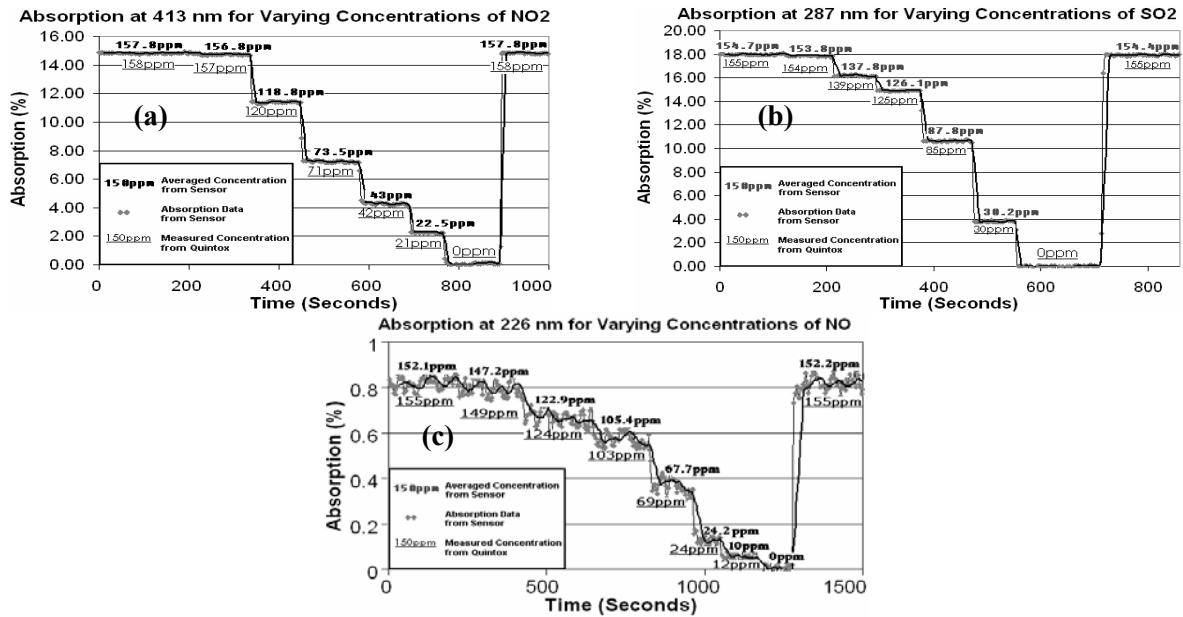 Absorption at 413 nm for Varying Concentrations of NO2
16.00
14.00
12.00
10.00
8.00
6.00
4.00
2.00
0.00
Absorption (%)
157.8ppm
158ppm
156.8ppm
157ppm
118.8ppm
120ppm
73.5ppm
71ppm
43ppm
42ppm
22.5ppm
21ppm
0ppm
157.8ppm
158ppm
(a)
150ppm Averaged Concentration
from Sensor
Absorption Data
from Sensor
150ppm Measured Concentration
from Quintox
0 200 400 600 800 1000
Time (Seconds)
Absorption at 287 nm for Varying Concentrations of SO2
20.00
18.00
16.00
14.00
12.00
10.00
8.00
6.00
4.00
2.00
0.00
Absorption (%)
154.7ppm
155ppm
153.8ppm
154ppm
137.8ppm
139ppm
126.1ppm
125ppm
87.8ppm
85ppm
30.2ppm
30ppm
0ppm
154.4ppm
155ppm
(b)
150ppm Averaged Concentration
from Sensor
Absorption Data
from Sensor
150ppm Measured Concentration
from Quintox
0 200 400 600 800
Time (Seconds)
Absorption at 226 nm for Varying Concentrations of NO
1
0.8
0.6
0.4
0.2
0
Absorption (%)
152.1ppm
155ppm
147.2ppm
149ppm
122.9ppm
124ppm
105.4ppm
103ppm
67.7ppm
69ppm
24.2ppm
24ppm
10ppm
12ppm
0ppm
152.2ppm
155ppm
(c)
150ppm Averaged Concentration
from Sensor
Absorption Data
from Sensor
150ppm Measured Concentration
from Quintox
0 500 1000 1500
Time (Seconds)